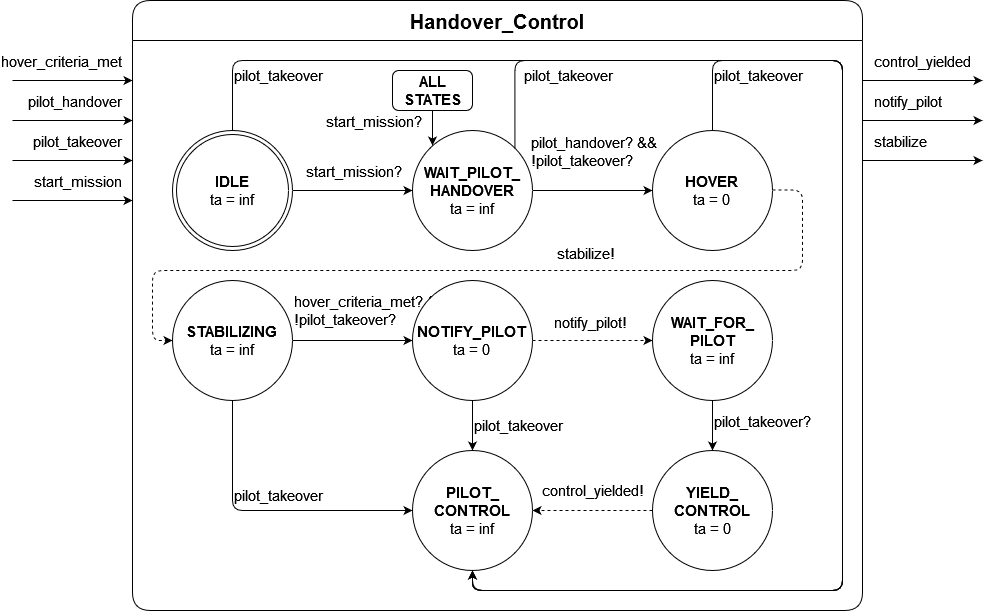 Handover_Control
hover_criteria_met
pilot_handover
pilot_takeover
start_mission
control_yielded
notify_pilot
stabilize
pilot_takeover
pilot_takeover
pilot_takeover
ALL
STATES
start_mission?
start_mission?
pilot_handover? &&
!pilot_takeover?
IDLE
ta = inf
WAIT_PILOT_
HANDOVER
ta = inf
HOVER
ta = 0
stabilize!
hover_criteria_met?
!pilot_takeover?
notify_pilot!
STABILIZING
ta = inf
NOTIFY_PILOT
ta = 0
WAIT_FOR_
PILOT
ta = inf
pilot_takeover
pilot_takeover?
pilot_takeover
control_yielded!
PILOT_
CONTROL
ta = inf
YIELD_
CONTROL
ta = 0